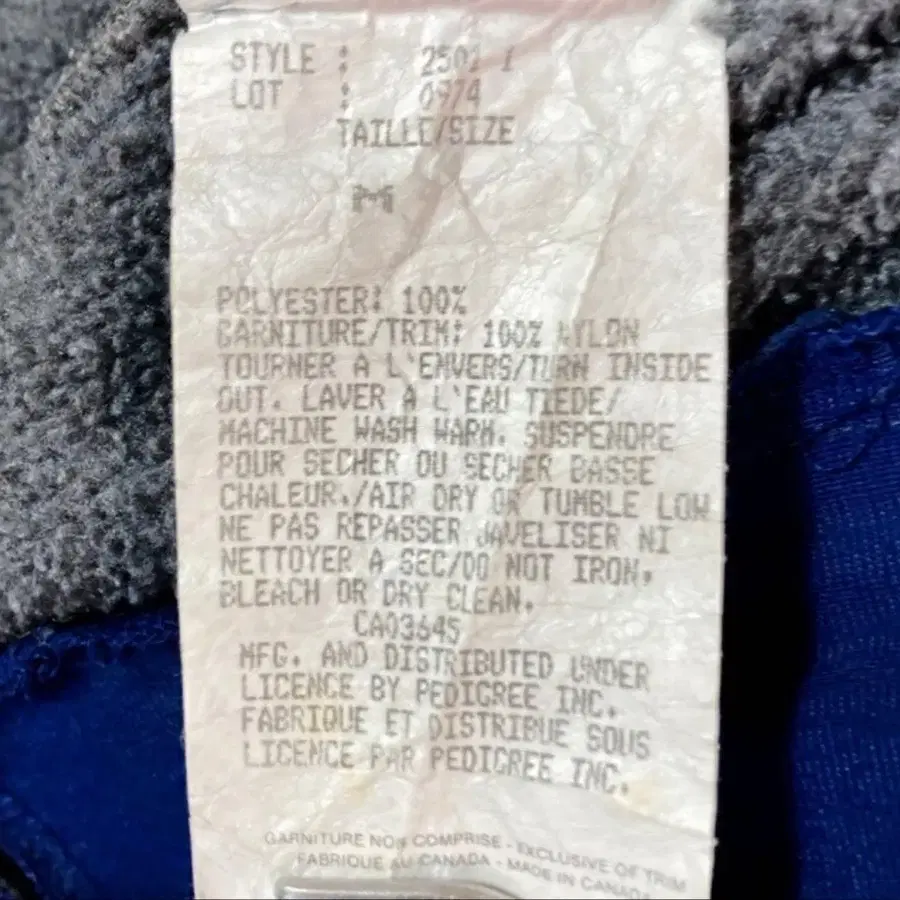 STYLE :
LOT : 0974
TAILLE/SIZE
M
POLYESTER: 100%
GARNITURE/TRIM: 100% NYLON
TOURNER A L'ENVERS/TURN INSIDE
OUT. LAVER A L'EAU TIEDE/
MACHINE WASH WARM. SUSPENDRE
POUR SECHER OU SECHER BASSE
CHALEUR./AIR DRY OR TUMBLE LOW
NE PAS REPASSER JAVELISER NI
NETTOYER A SEC/DO NOT IRON,
BLEACH OR DRY CLEAN.
CA03645
MFG. AND DISTRIBUTED UNDER
LICENCE BY PEDIGREE INC.
FABRIQUE ET DISTRIBUE SOUS
LICENCE PAR PEDIGREE INC.
GARNITURE NON COMPRISE - EXCLUSIVE OF TRIM
FABRIQUE AU CANADA - MADE IN CANADA